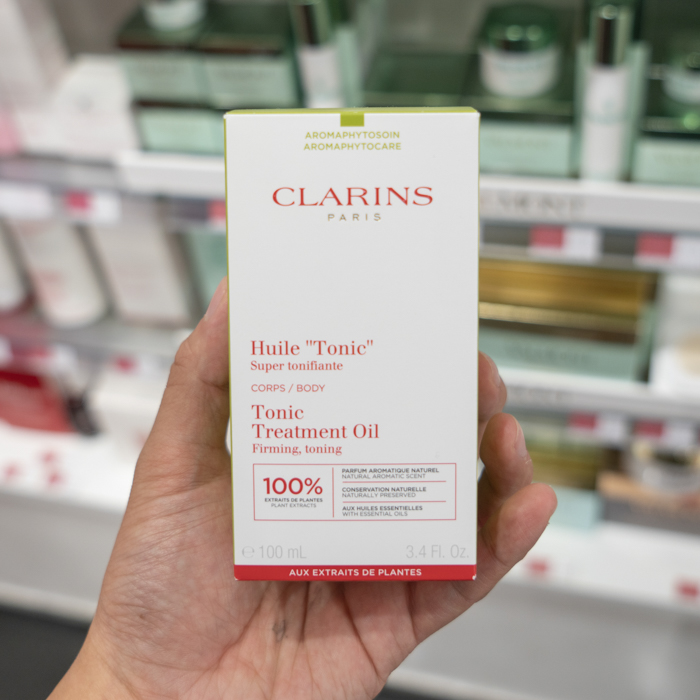 AROMAPHYTOSOIN
AROMAPHYTOCARE
CLARINS
PARIS
Huile "Tonic"
Super tonifiante
CORPS / BODY
Tonic
Treatment Oil
Firming, toning
100%
EXTRAITS DE PLANTES
PLANT EXTRACTS
PARFUM AROMATIQUE NATUREL
NATURAL AROMATIC SCENT
CONSERVATION NATURELLE
NATURALLY PRESERVED
AUX HUILES ESSENTIELLES
WITH ESSENTIAL OILS
℮ 100 mL 3.4 Fl. Oz.
AUX EXTRAITS DE PLANTES